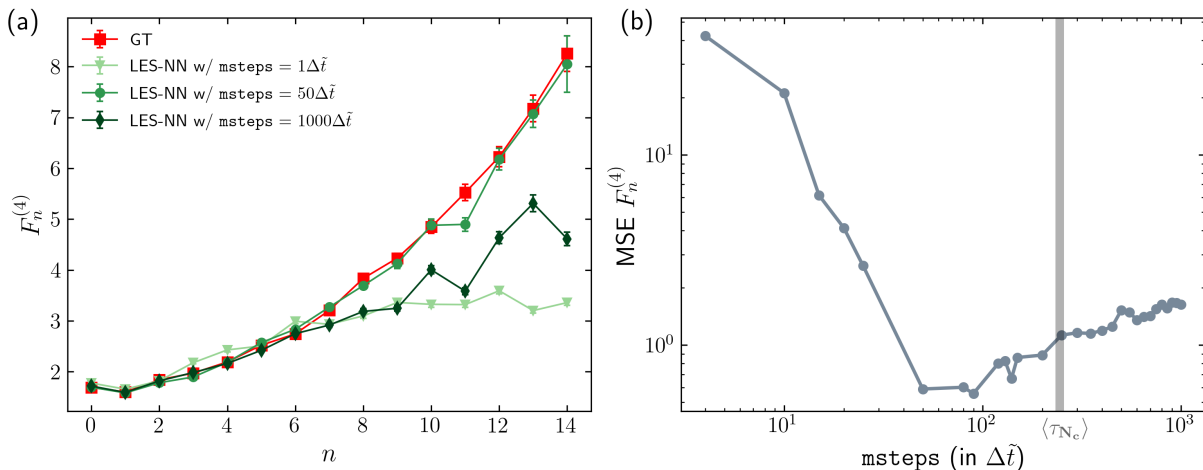 (a)
GT
LES-NN w/ msteps = 1Δt̃
LES-NN w/ msteps = 50Δt̃
LES-NN w/ msteps = 1000Δt̃
8
7
6
5
4
3
2
F_n^{(4)}
0 2 4 6 8 10 12 14
n
(b)
10^1
10^0
MSE F_n^{(4)}
10^1 10^2 10^3
⟨τ_{N_c}⟩
msteps (in Δt̃)